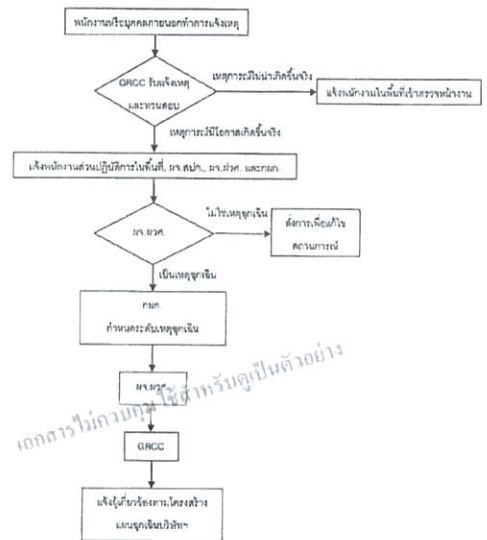 พนักงานหรือบุคคลภายนอกทำการแจ้งเหตุ
GRCC รับแจ้งเหตุ
และทวนสอบ
เหตุการณ์ไม่น่าเกิดขึ้นจริง
แจ้งพนักงานในพื้นที่เข้าตรวจหน้างาน
เหตุการณ์มีโอกาสเกิดขึ้นจริง
แจ้งพนักงานส่วนปฏิบัติการในพื้นที่, ผจ.สปก., ผจ.ฝวศ. และกผก.
ผจ.ฝวศ.
ไม่ใช่เหตุฉุกเฉิน
สั่งการเพื่อแก้ไข
สถานการณ์
เป็นเหตุฉุกเฉิน
กผก.
กำหนดระดับเหตุฉุกเฉิน
ผจ.ฝวศ.
เอกสารไม่ควบคุม ใช้สำหรับดูเป็นตัวอย่าง
GRCC
แจ้งผู้เกี่ยวข้องตามโครงสร้าง
แผนฉุกเฉินบริษัทฯ